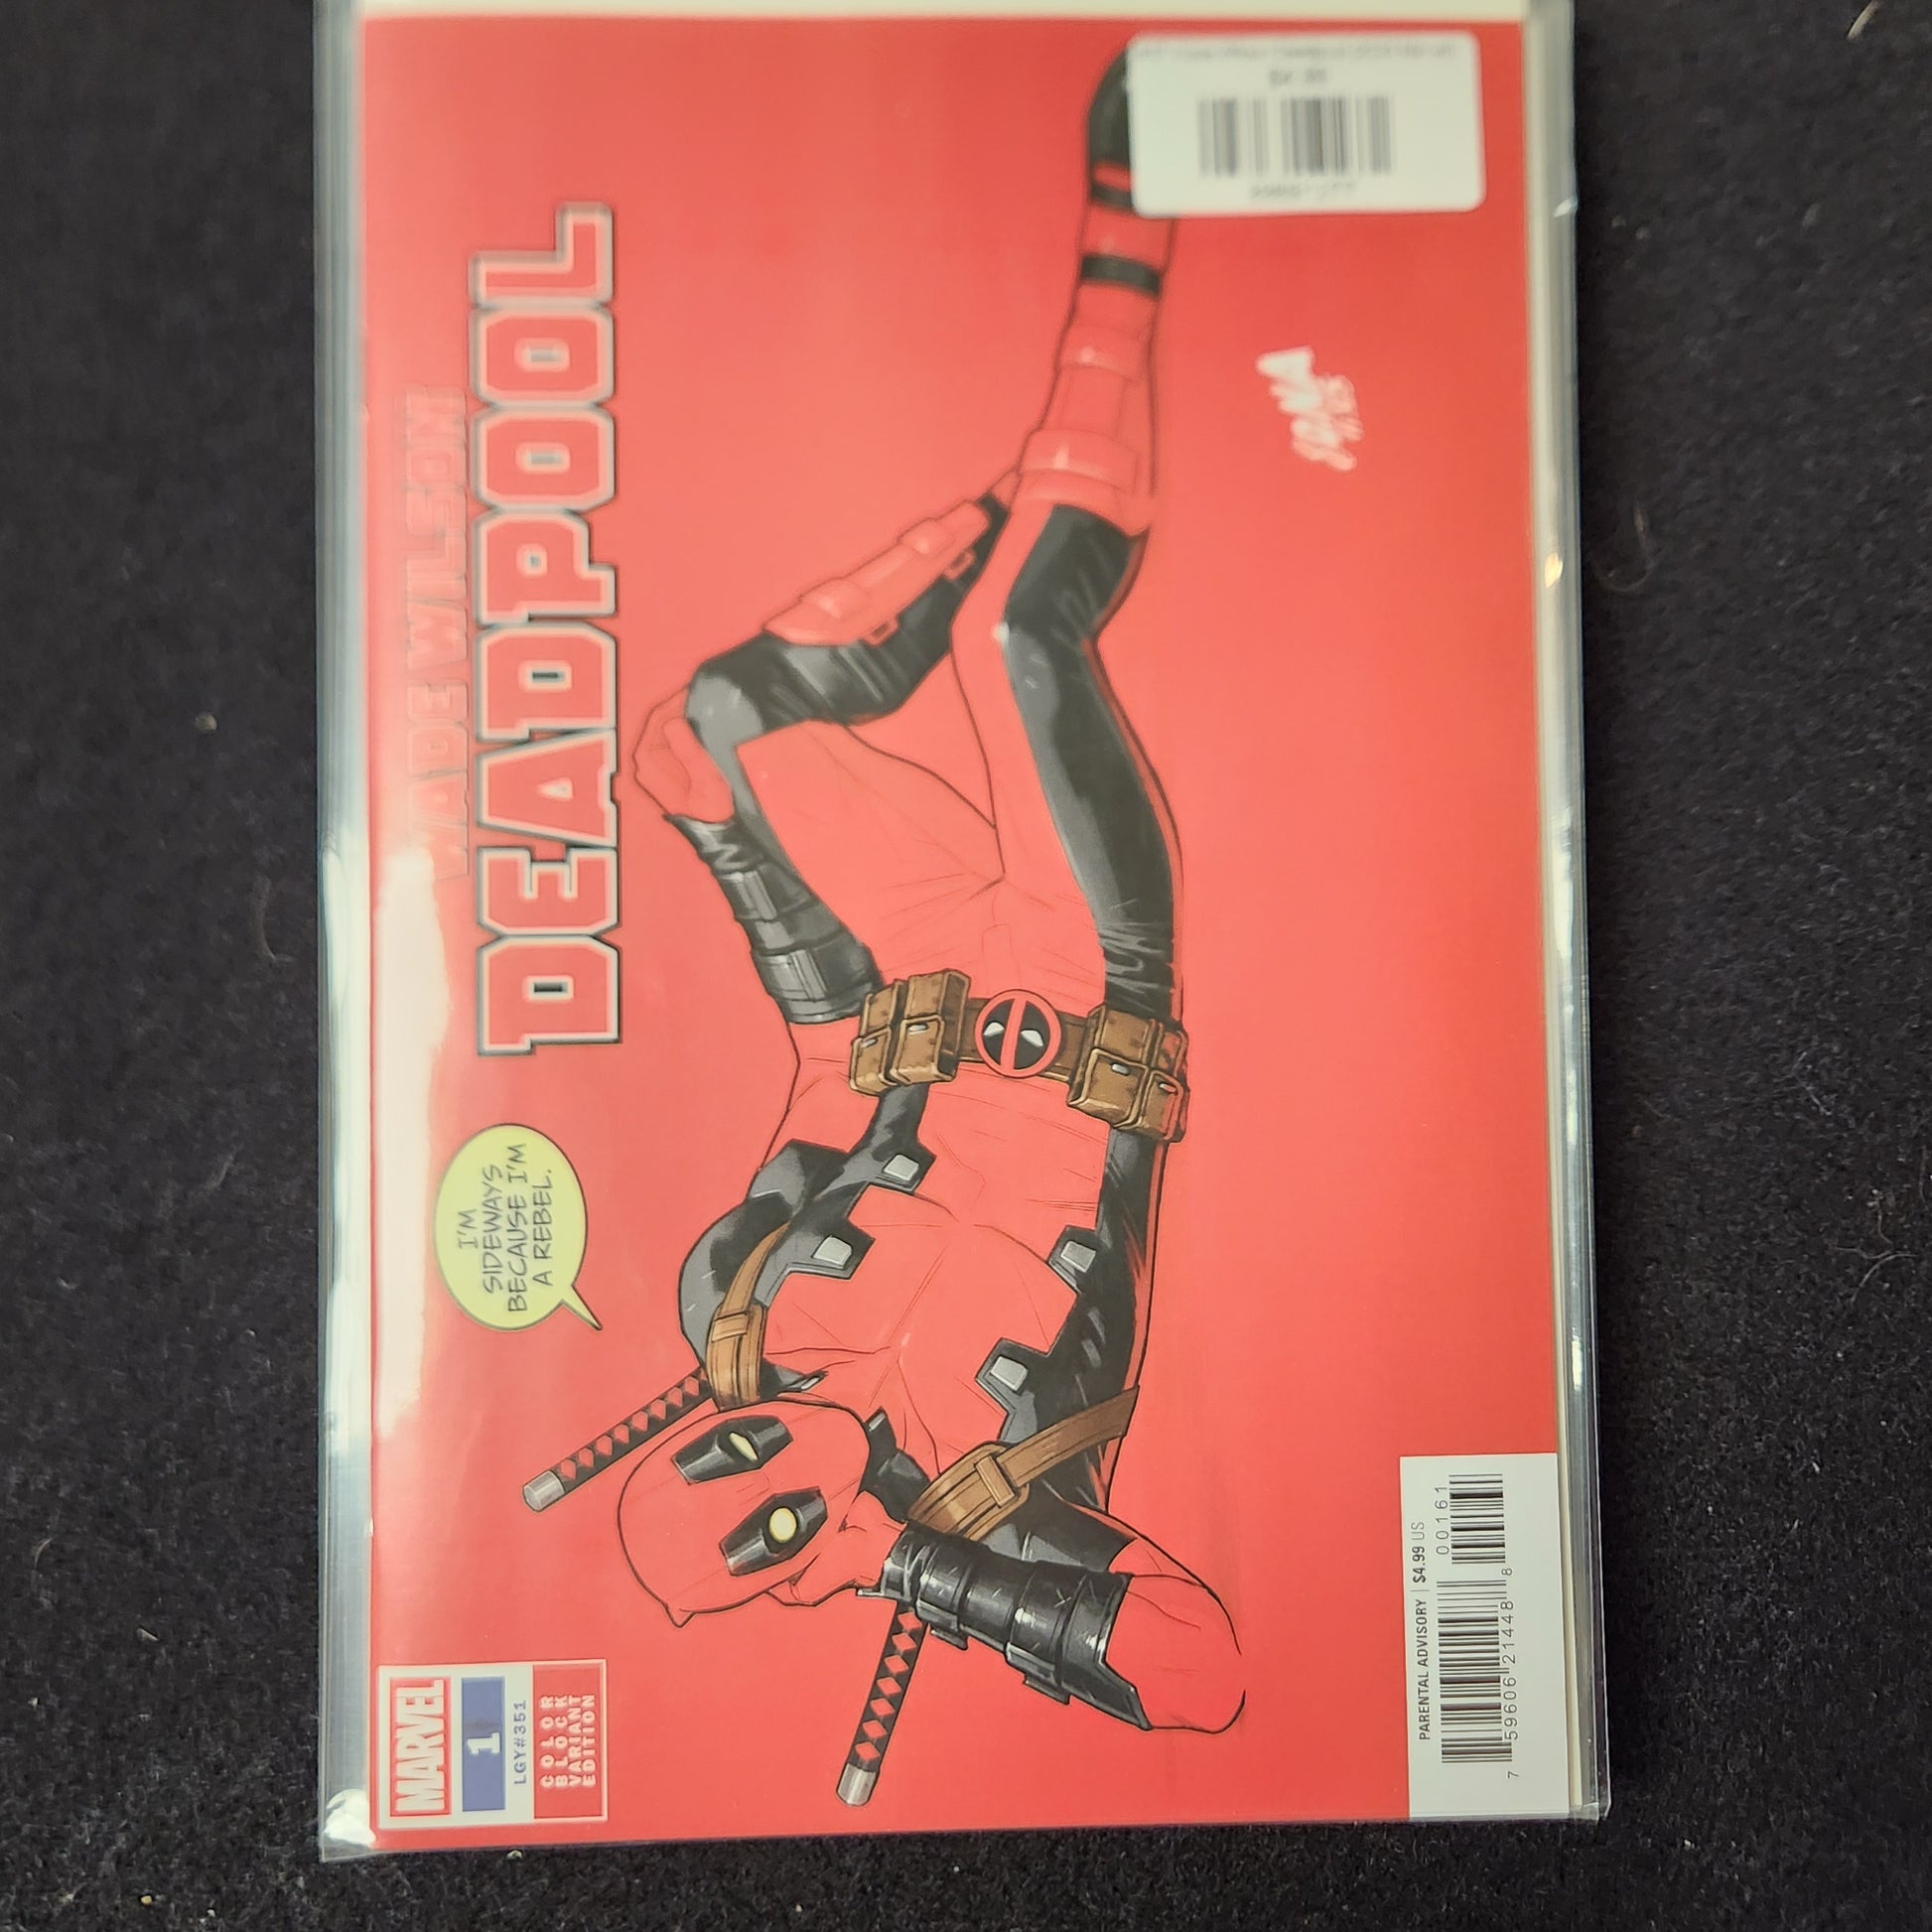 MARVEL
1
LGY#351
COLOR
BLOCK
VARIANT
EDITION
I'M
SIDEWAYS
BECAUSE I'M
A REBEL.
WADE WILSON
DEADPOOL
PARENTAL ADVISORY | $4.99 US
7 59606 21448 8
00161